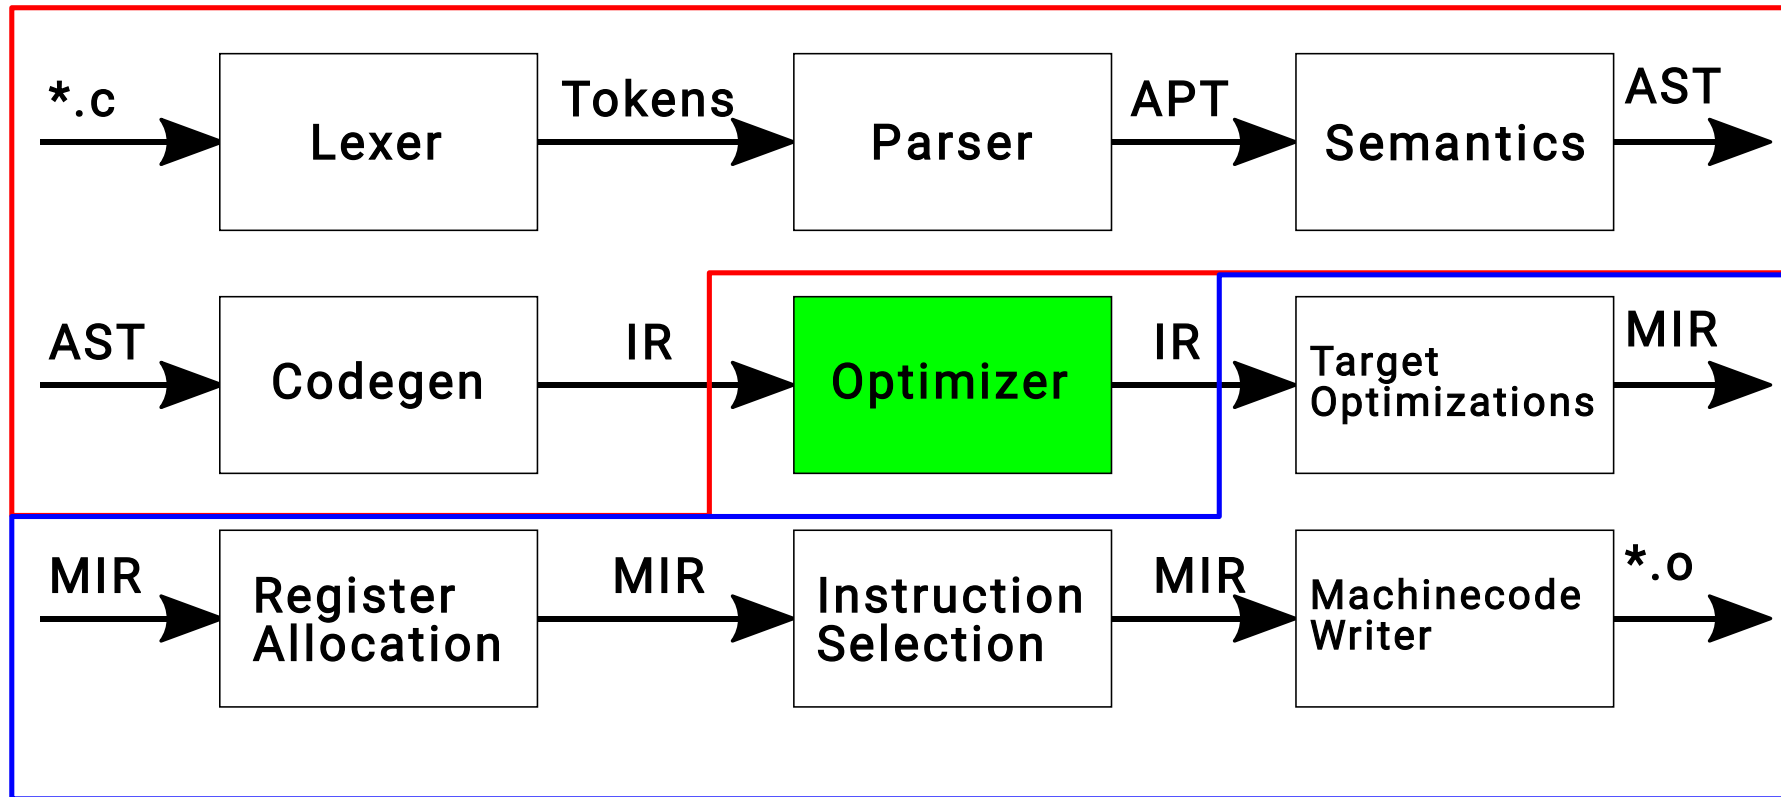 *.c
Lexer
Tokens
Parser
APT
Semantics
AST
AST
Codegen
IR
Optimizer
IR
Target
Optimizations
MIR
MIR
Register
Allocation
MIR
Instruction
Selection
MIR
Machinecode
Writer
*.o